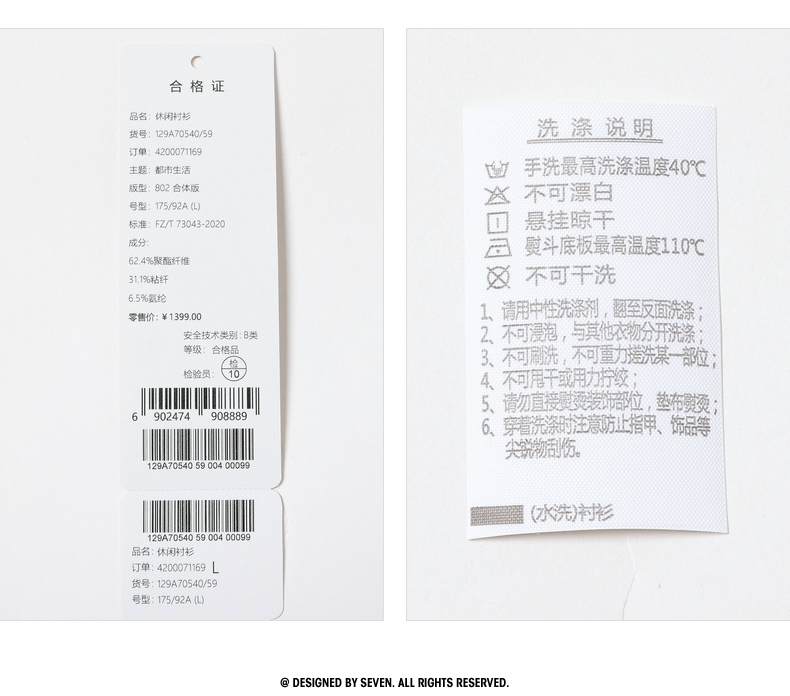 合格证
品名: 休闲衬衫
货号: 129A70540/59
订单: 4200071169
主题: 都市生活
版型: 802 合体版
号型: 175/92A (L)
标准: FZ/T 73043-2020
成分:
62.4%聚酯纤维
31.1%粘纤
6.5%氨纶
零售价: ¥ 1399.00
安全技术类别: B类
等级: 合格品
检验员: 检 10
6 902474 908889
129A70540 59 004 00099
129A70540 59 004 00099
品名: 休闲衬衫
订单: 4200071169 L
货号: 129A70540/59
号型: 175/92A (L)
洗涤说明
手洗最高洗涤温度40℃
不可漂白
悬挂晾干
熨斗底板最高温度110℃
不可干洗
1、请用中性洗涤剂，翻至反面洗涤；
2、不可浸泡，与其他衣物分开洗涤；
3、不可刷洗，不可重力搓洗某一部位；
4、不可甩干或用力拧绞；
5、请勿直接熨烫装饰部位，垫布熨烫；
6、穿着洗涤时注意防止指甲、饰品等
尖锐物刮伤。
(水洗)衬衫
@ DESIGNED BY SEVEN. ALL RIGHTS RESERVED.